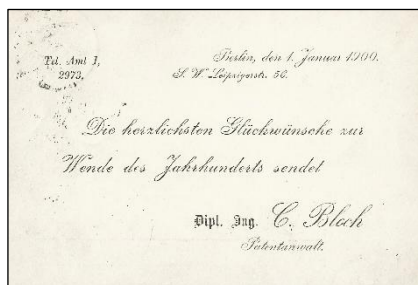 Tel. Amt I,
2973.
Berlin, den 1. Januar 1900.
S. W. Leipzigerstr. 56.
Die herzlichsten Glückwünsche zur
Wende des Jahrhunderts sendet
Dipl. Ing. C. Bloch
Patentanwalt.